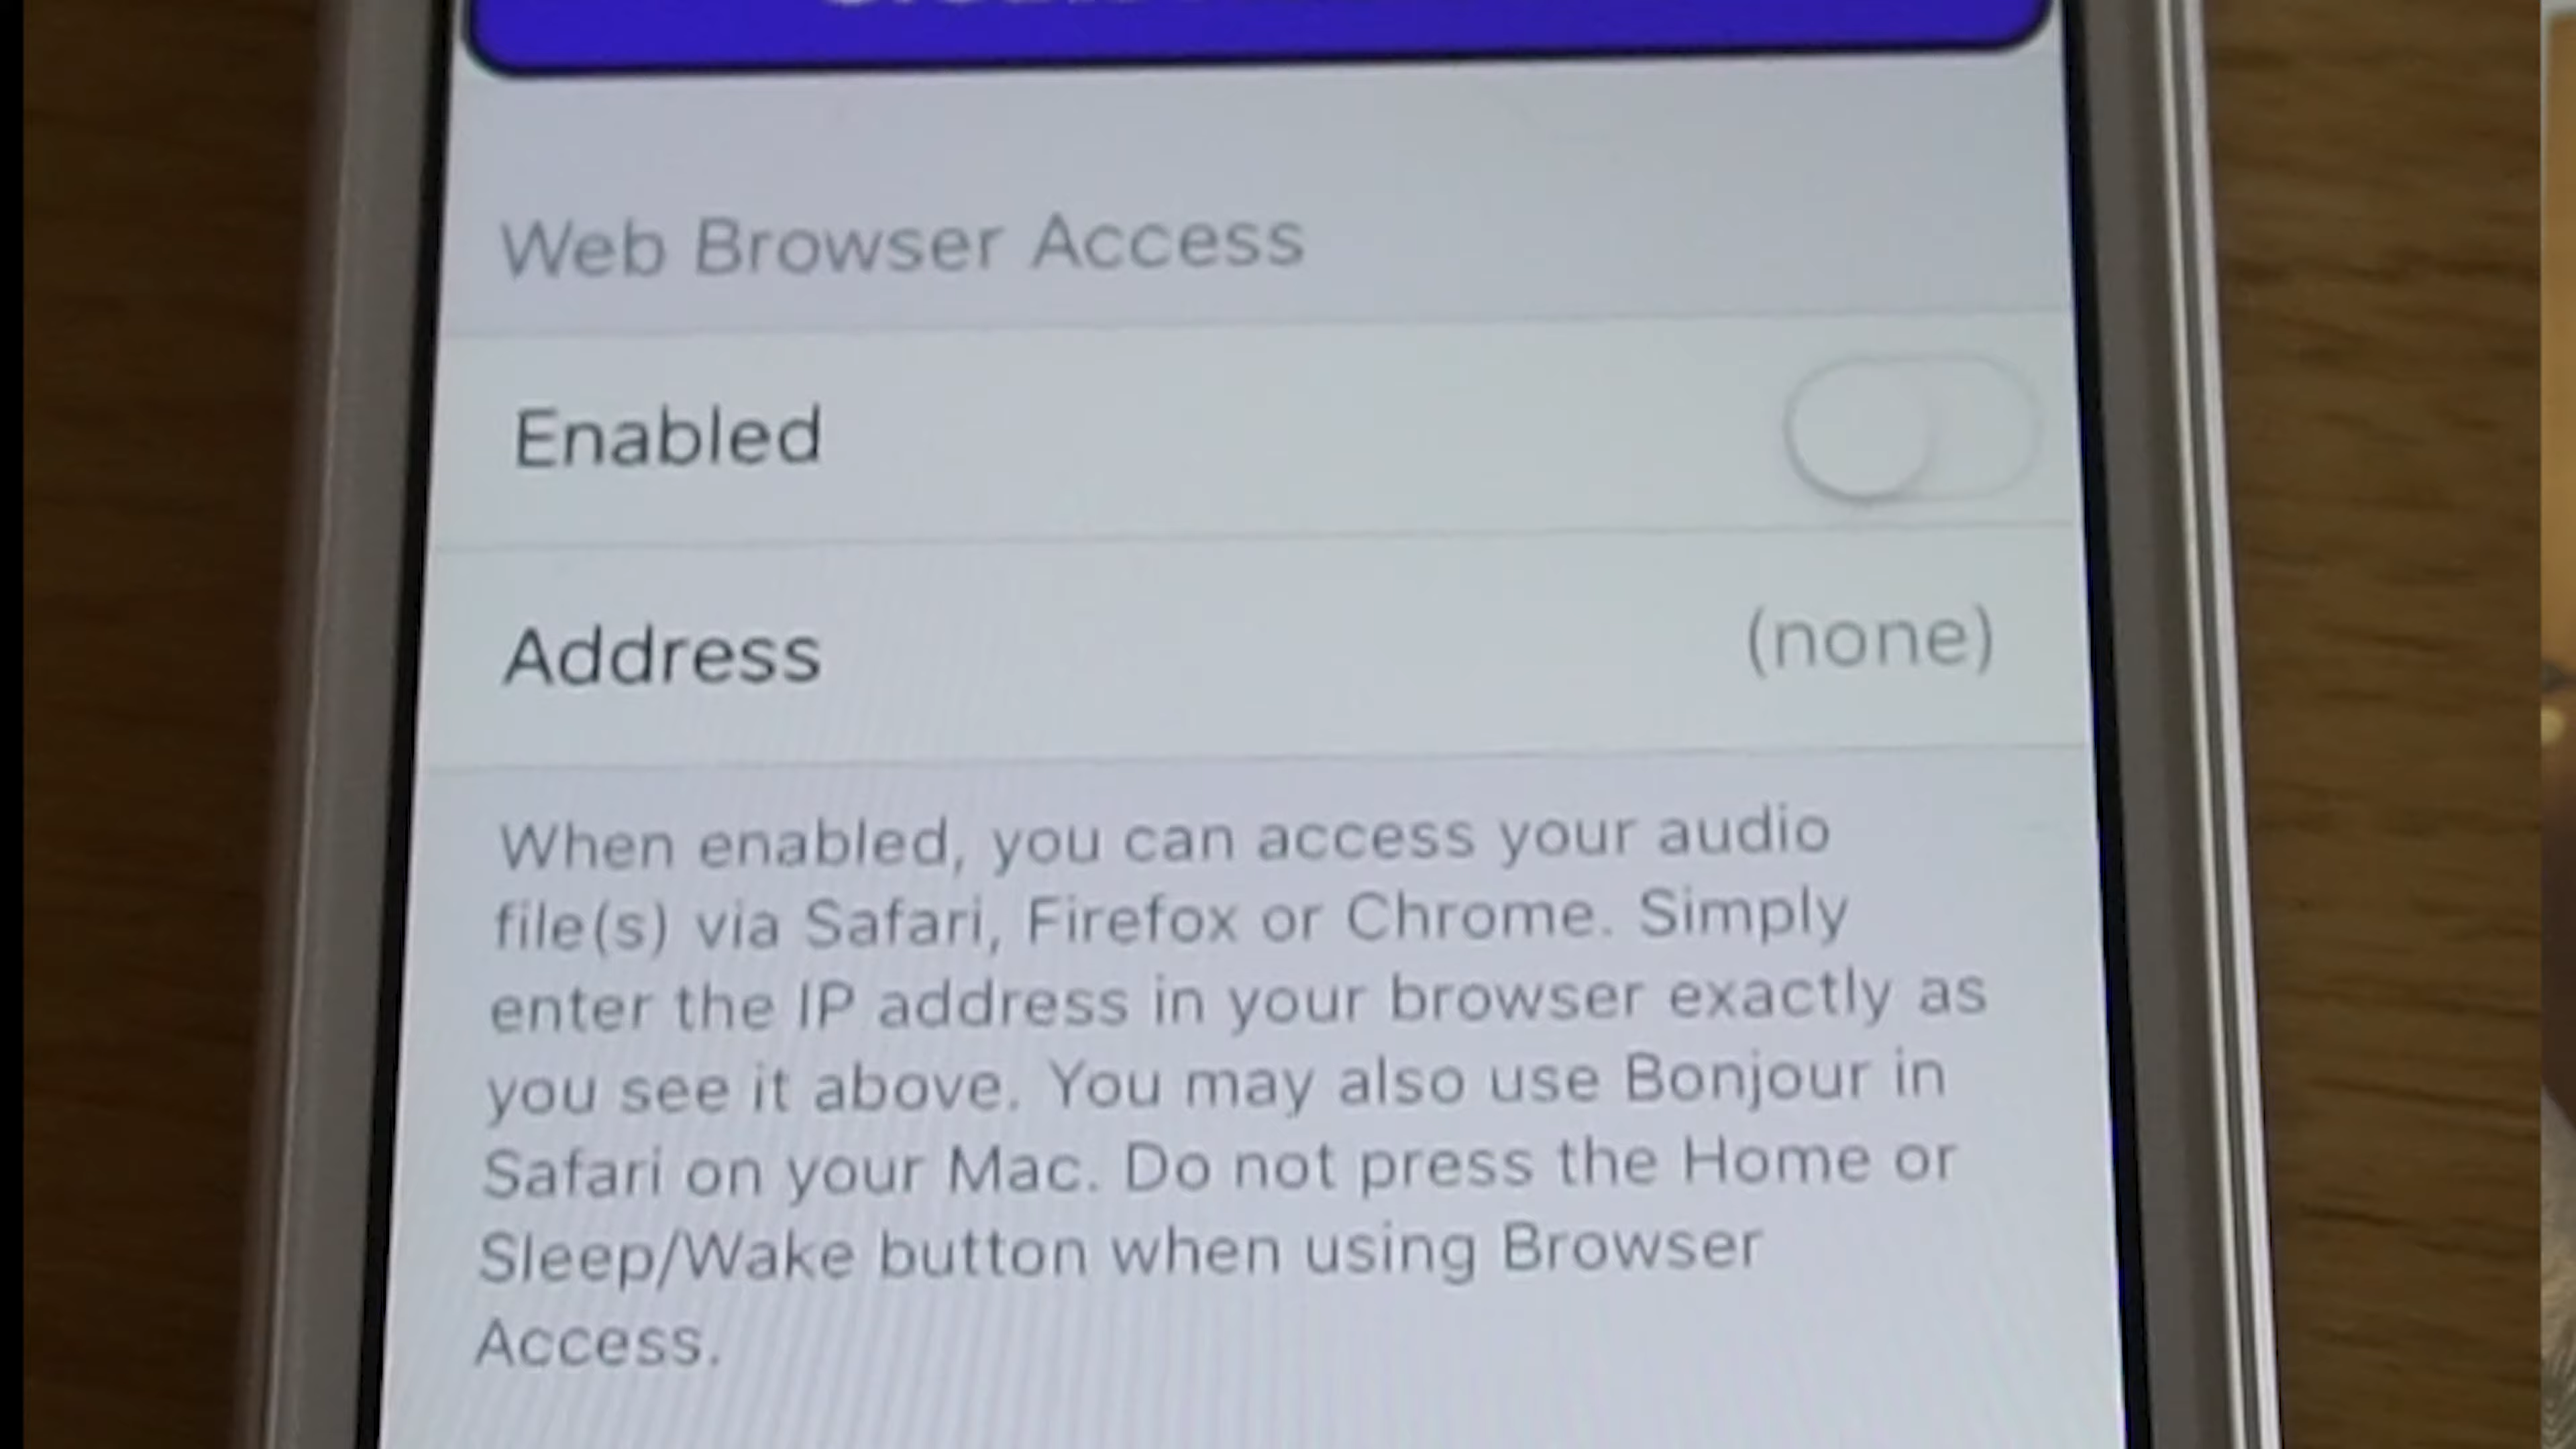 Web Browser Access
Enabled
Address (none)
When enabled, you can access your audio
file(s) via Safari, Firefox or Chrome. Simply
enter the IP address in your browser exactly as
you see it above. You may also use Bonjour in
Safari on your Mac. Do not press the Home or
Sleep/Wake button when using Browser
Access.